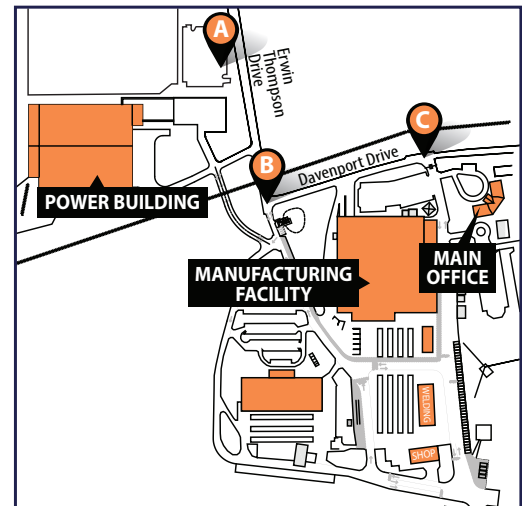 A
Erwin
Thompson
Drive
C
B
Davenport Drive
POWER BUILDING
MAIN
OFFICE
MANUFACTURING
FACILITY
WELDING
SHOP